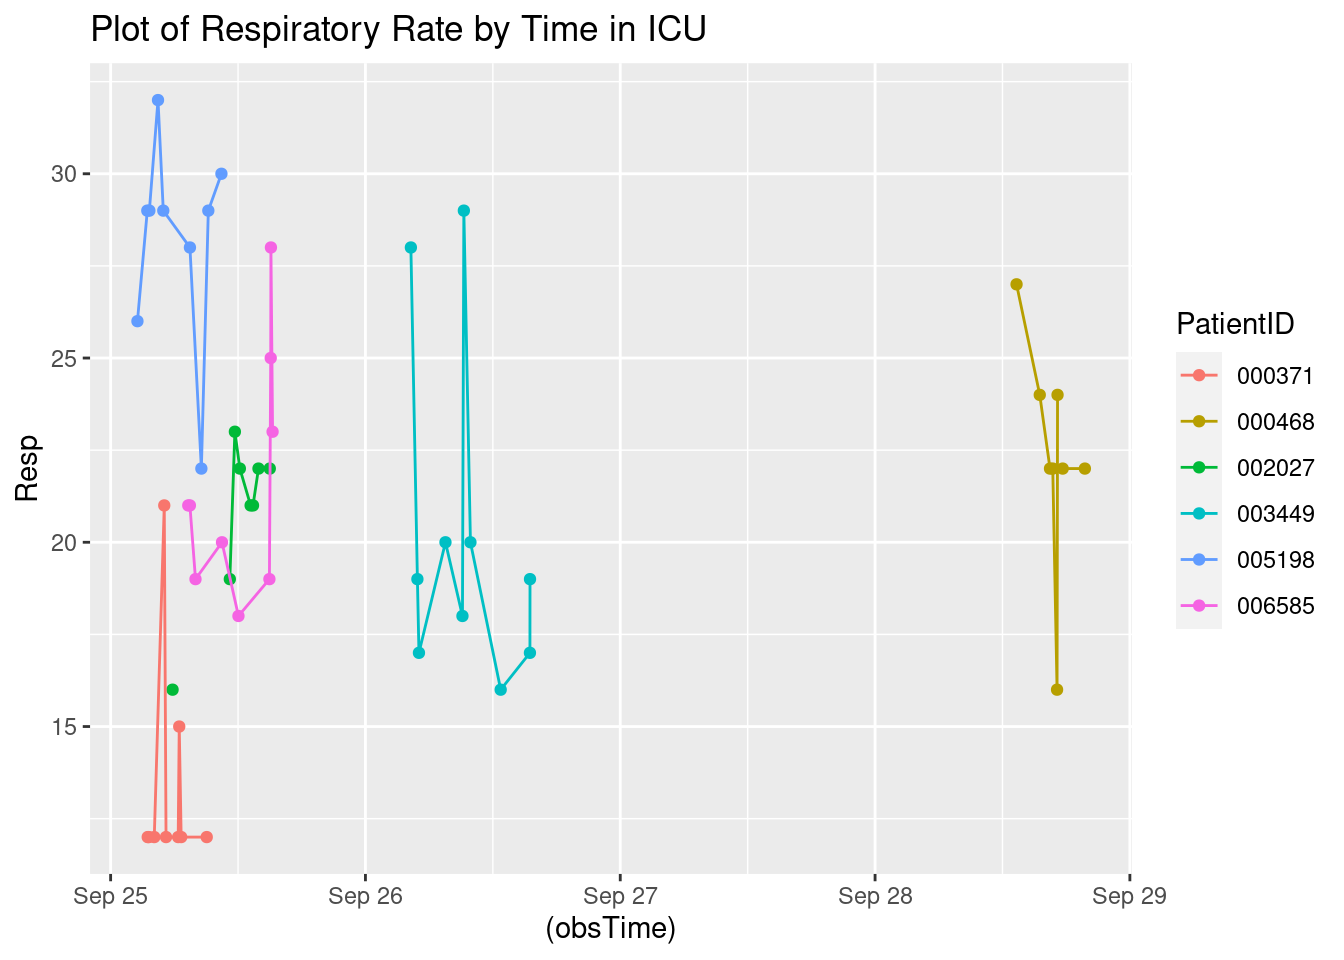 Plot of Respiratory Rate by Time in ICU
Resp
30
25
20
15
Sep 25 Sep 26 Sep 27 Sep 28 Sep 29
(obsTime)
PatientID
000371
000468
002027
003449
005198
006585